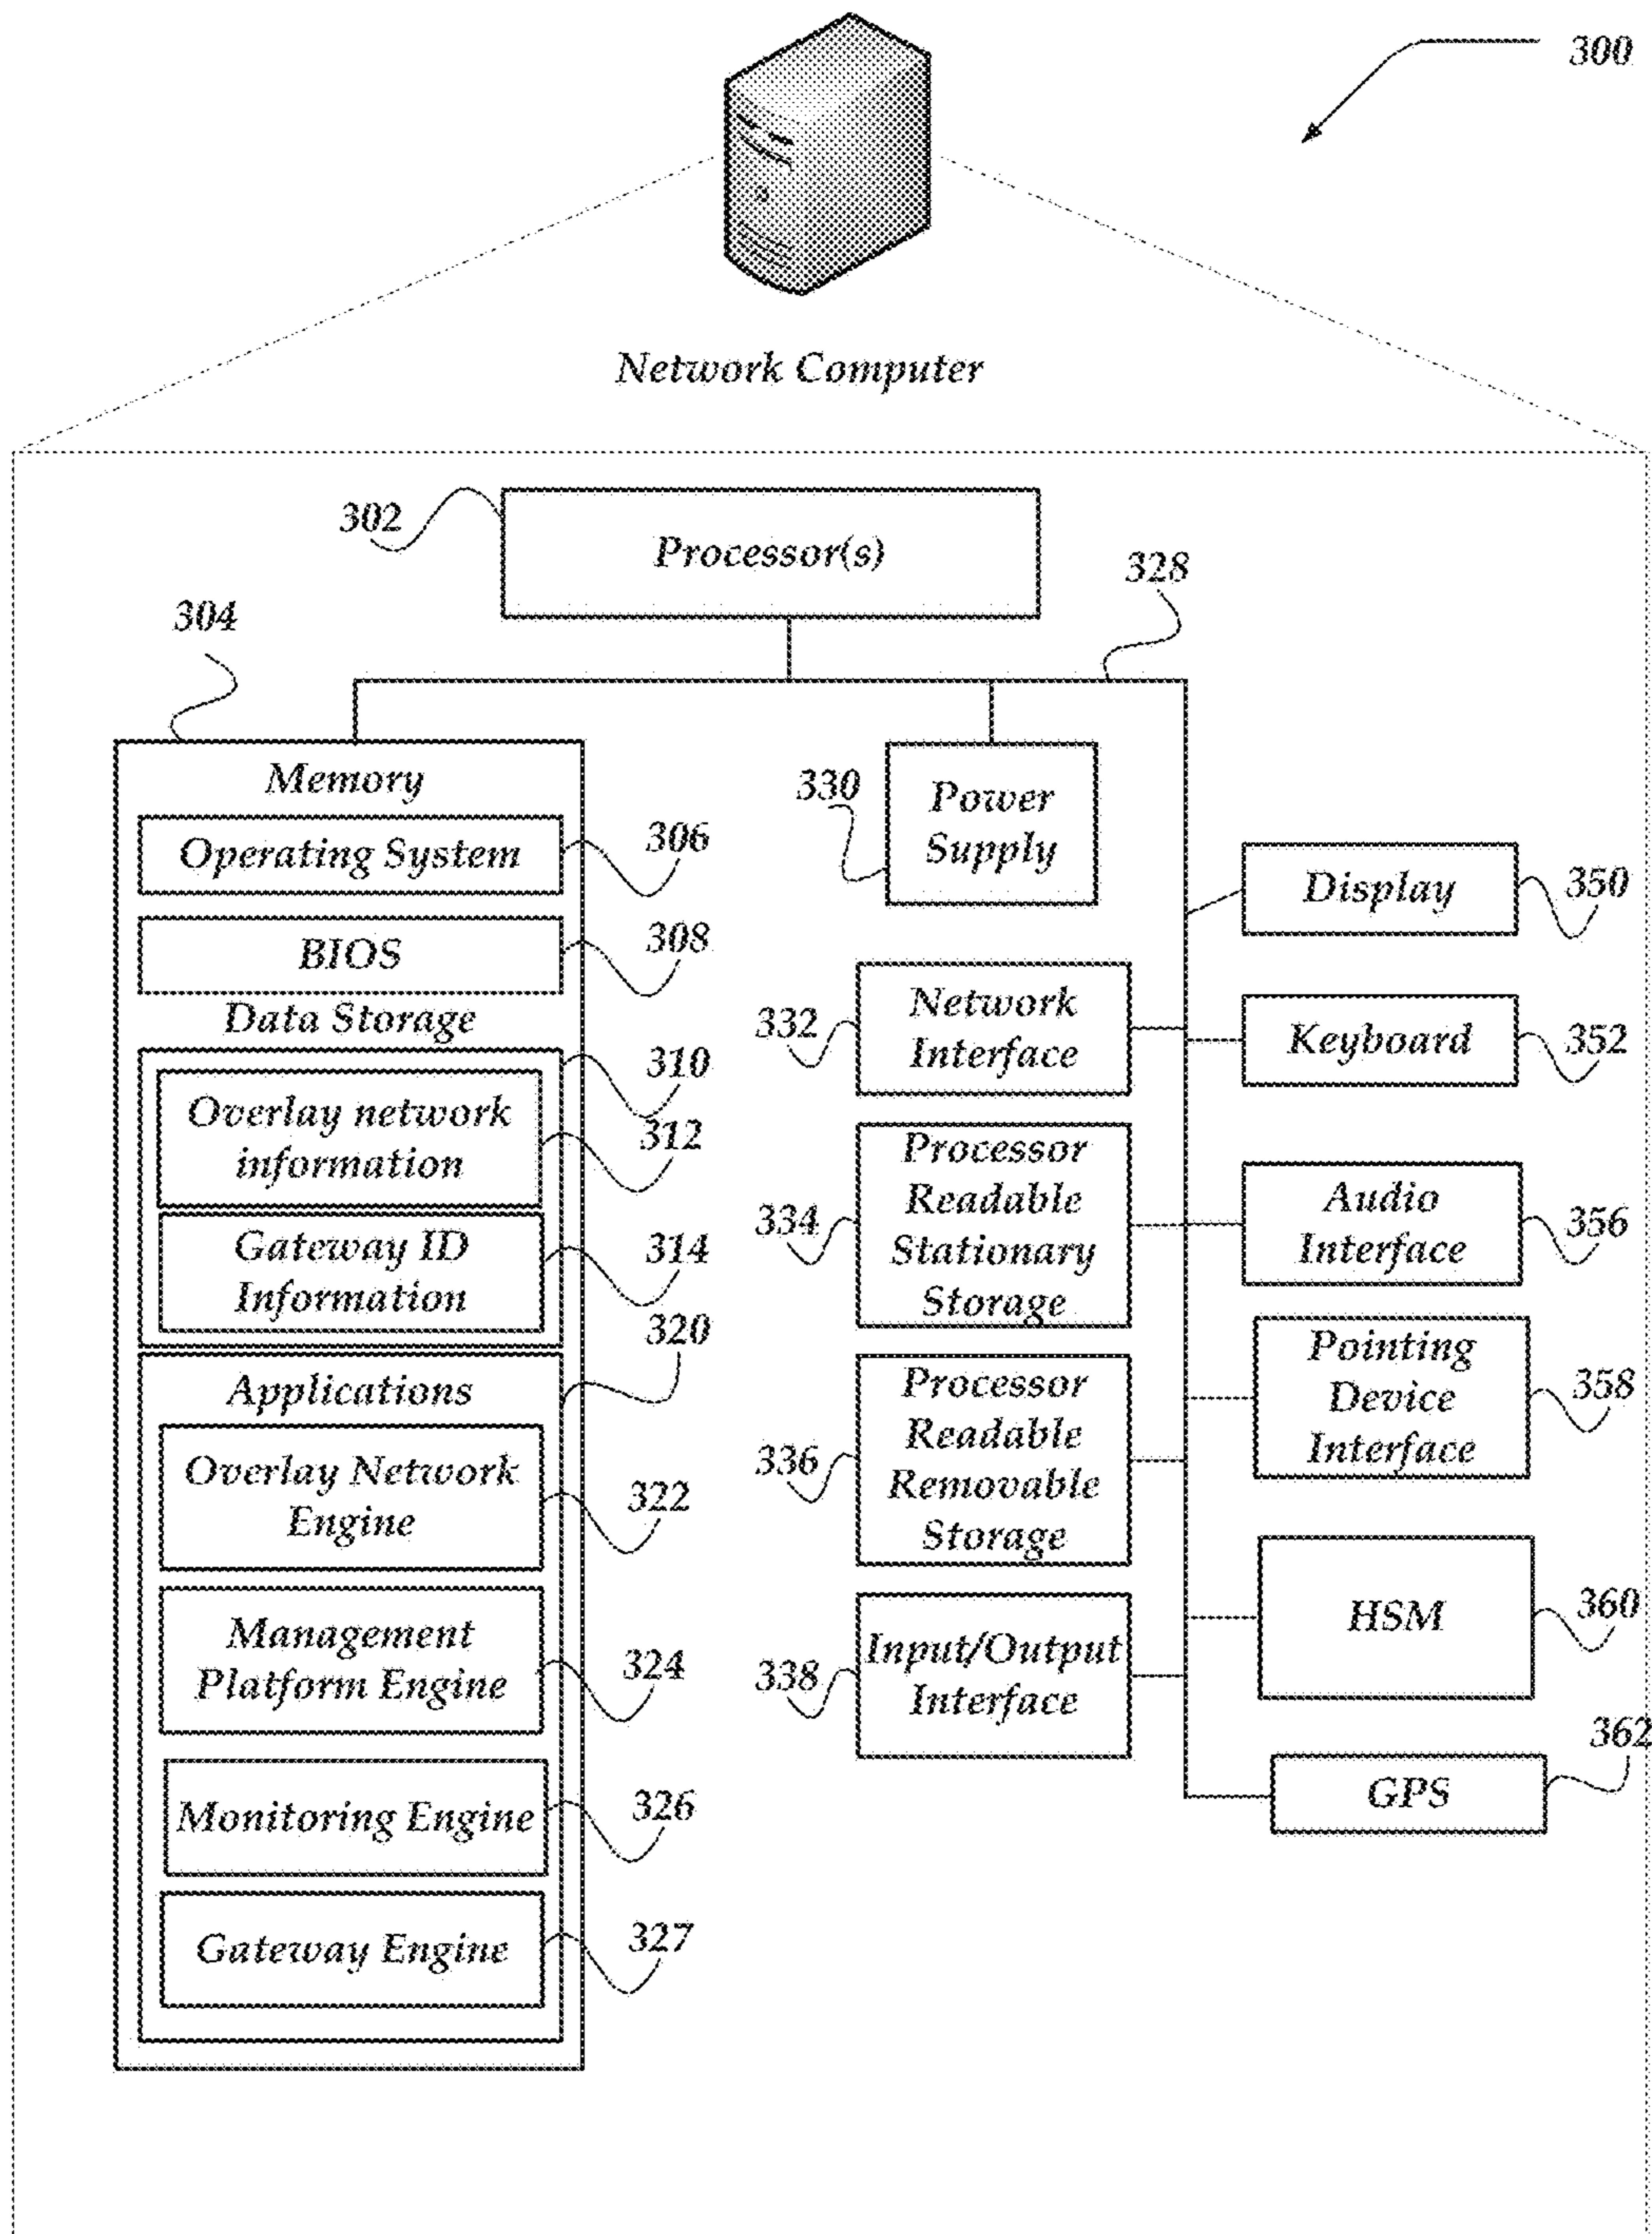 300
Network Computer
302
Processor(s)
328
304
Memory
Operating System
306
BIOS
308
Data Storage
310
Overlay network
information
312
Gateway ID
Information
314
320
Applications
Overlay Network
Engine
322
Management
Platform Engine
324
Monitoring Engine
326
Gateway Engine
327
330
Power
Supply
332
Network
Interface
334
Processor
Readable
Stationary
Storage
336
Processor
Readable
Removable
Storage
338
Input/Output
Interface
Display
350
Keyboard
352
Audio
Interface
356
Pointing
Device
Interface
358
HSM
360
GPS
362